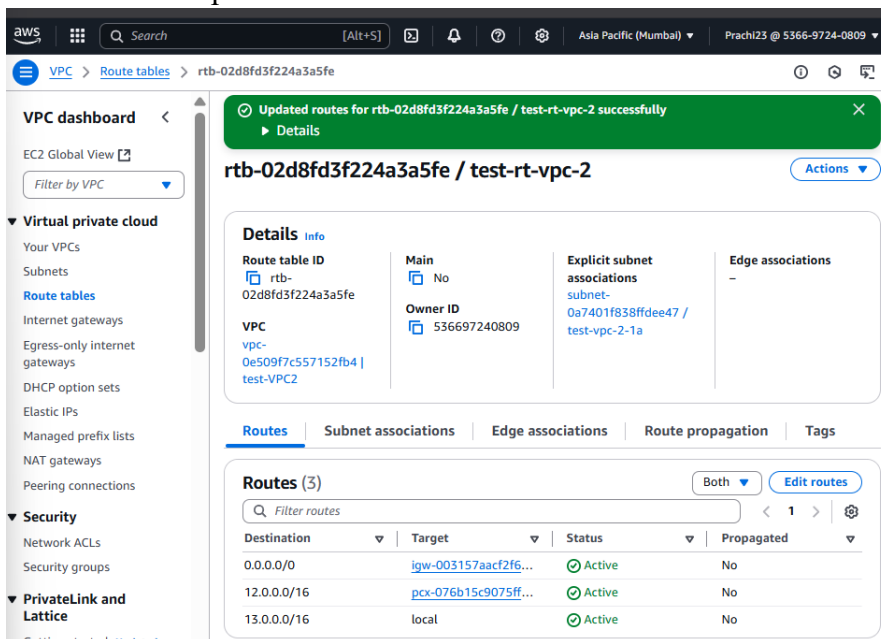 aws
Search [Alt+S] Asia Pacific (Mumbai) ▼ Prachi23 @ 5366-9724-0809 ▼
VPC > Route tables > rtb-02d8fd3f224a3a5fe
VPC dashboard
EC2 Global View
Filter by VPC
Virtual private cloud
Your VPCs
Subnets
Route tables
Internet gateways
Egress-only internet
gateways
DHCP option sets
Elastic IPs
Managed prefix lists
NAT gateways
Peering connections
Security
Network ACLs
Security groups
PrivateLink and
Lattice
Updated routes for rtb-02d8fd3f224a3a5fe / test-rt-vpc-2 successfully
Details
rtb-02d8fd3f224a3a5fe / test-rt-vpc-2
Actions
Details Info
Route table ID
rtb-
02d8fd3f224a3a5fe
VPC
vpc-
0e509f7c557152fb4 |
test-VPC2
Main
No
Owner ID
536697240809
Explicit subnet
associations
subnet-
0a7401f838ffdee47 /
test-vpc-2-1a
Edge associations
–
Routes Subnet associations Edge associations Route propagation Tags
Routes (3)
Both Edit routes
Filter routes
1
Destination Target Status Propagated
0.0.0.0/0 igw-003157aacf2f6... Active No
12.0.0.0/16 pcx-076b15c9075ff... Active No
13.0.0.0/16 local Active No